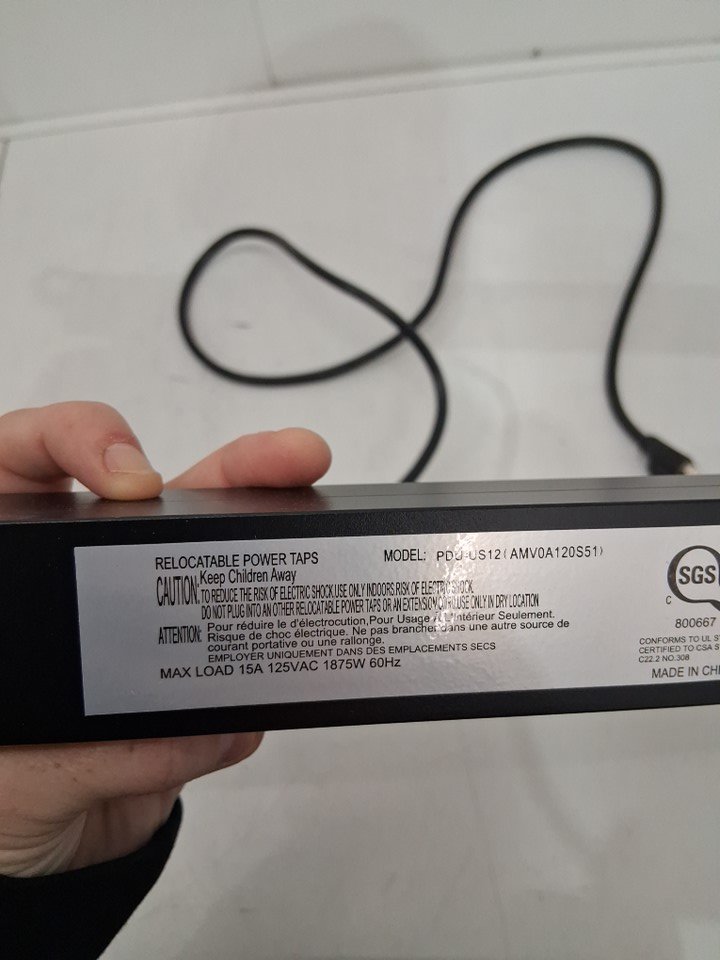 RELOCATABLE POWER TAPS MODEL: PDU-US12(AMV0A120S51)
CAUTION: Keep Children Away
TO REDUCE THE RISK OF ELECTRIC SHOCK,USE ONLY INDOORS.RISK OF ELECTRIC SHOCK.
DO NOT PLUG INTO AN OTHER RELOCATABLE POWER TAPS OR AN EXTENSION CORD.USE ONLY IN DRY LOCATION
ATTENTION: Pour réduire le d'électrocution,Pour Usage À L'intérieur Seulement.
Risque de choc électrique. Ne pas brancher dans une autre source de
courant portative ou une rallonge.
EMPLOYER UNIQUEMENT DANS DES EMPLACEMENTS SECS
MAX LOAD 15A 125VAC 1875W 60Hz
SGS
C
800667
CONFORMS TO UL
CERTIFIED TO CSA
C22.2 NO.308
MADE IN